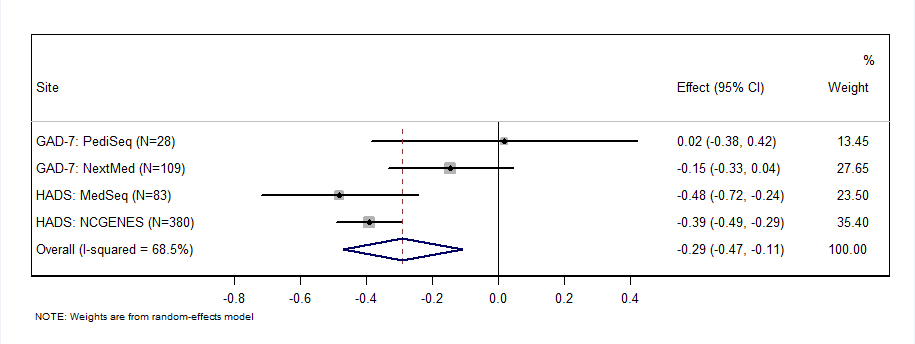 %
Site Effect (95% CI) Weight
GAD-7: PediSeq (N=28) 0.02 (-0.38, 0.42) 13.45
GAD-7: NextMed (N=109) -0.15 (-0.33, 0.04) 27.65
HADS: MedSeq (N=83) -0.48 (-0.72, -0.24) 23.50
HADS: NCGENES (N=380) -0.39 (-0.49, -0.29) 35.40
Overall (I-squared = 68.5%) -0.29 (-0.47, -0.11) 100.00
-0.8 -0.6 -0.4 -0.2 0.0 0.2 0.4
NOTE: Weights are from random-effects model